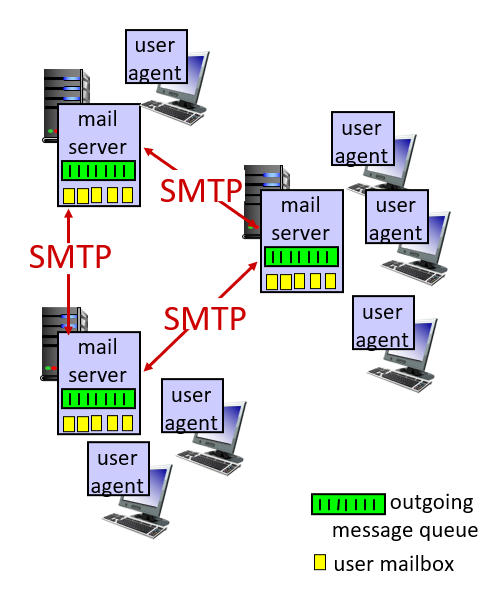 user
agent
mail
server
SMTP
user
agent
mail
server
user
agent
SMTP
SMTP
user
agent
mail
server
user
agent
user
agent
outgoing
message queue
user mailbox